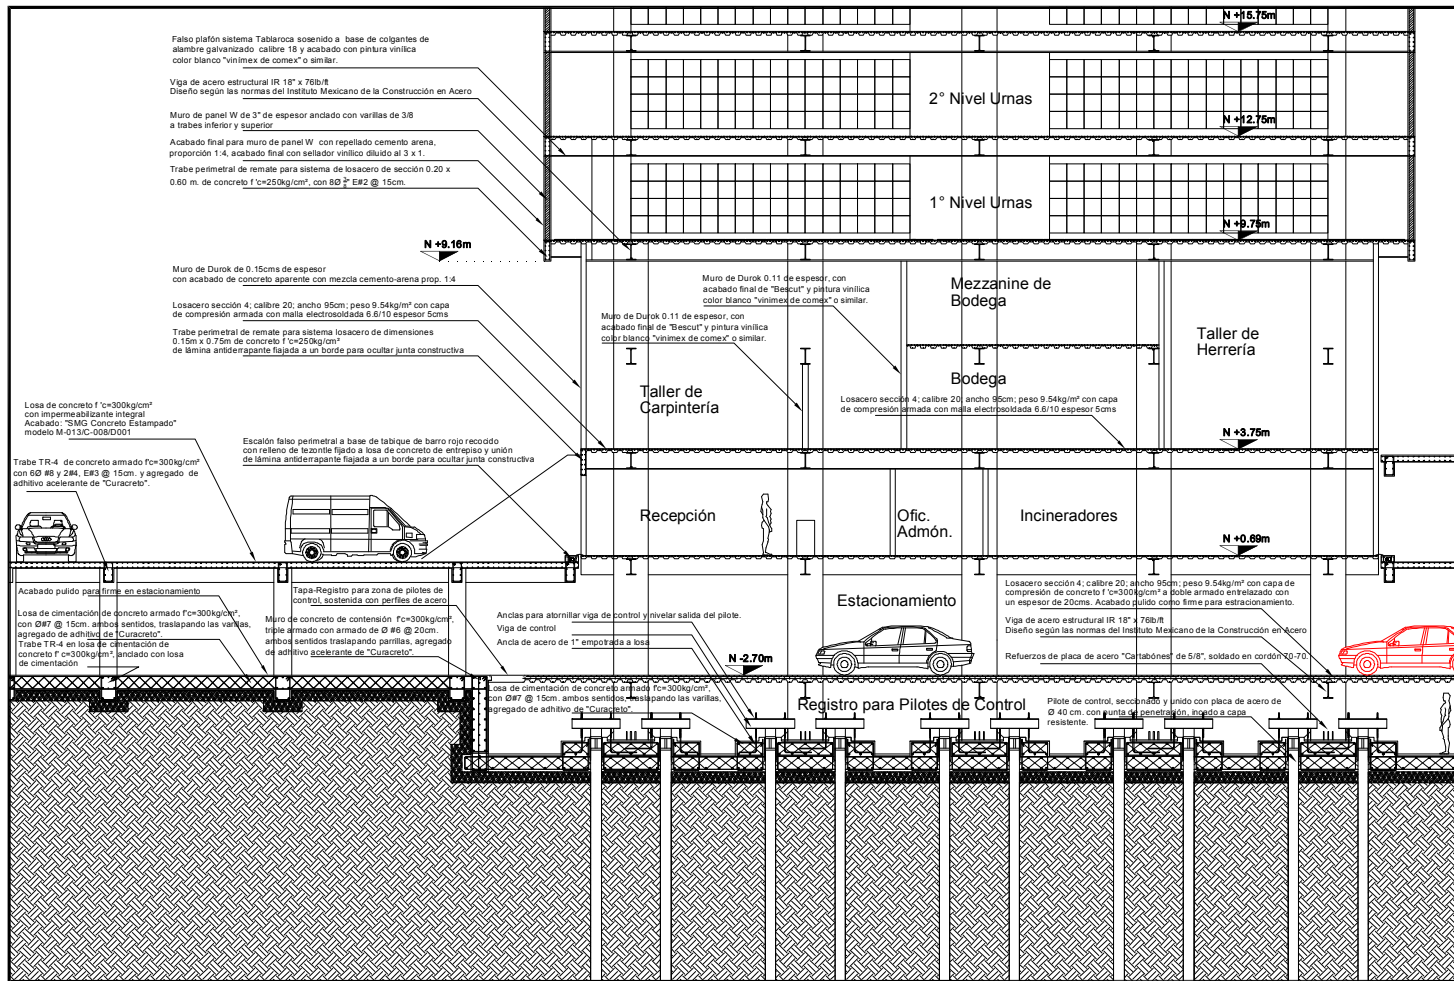 N +15.75m
Falso plafón sistema Tablaroca sosenido a base de colgantes de
alambre galvanizado calibre 18 y acabado con pintura vinílica
color blanco "vinimex de comex" o similar.
Viga de acero estructural IR 18" x 76lb/ft
Diseño según las normas del Instituto Mexicano de la Construcción en Acero
2° Nivel Urnas
Muro de panel W de 3" de espesor anclado con varillas de 3/8
a trabes inferior y superior
N +12.75m
Acabado final para muro de panel W con repellado cemento arena,
proporción 1:4, acabado final con sellador vinílico diluido al 3 x 1.
Trabe perimetral de remate para sistema de losacero de sección 0.20 x
0.60 m. de concreto f 'c=250kg/cm², con 8Ø E#2 @ 15cm.
1° Nivel Urnas
N +9.75m
N +9.16m
Muro de Durok de 0.15cms de espesor
con acabado de concreto aparente con mezcla cemento-arena prop. 1:4
Muro de Durok 0.11 de espesor, con
acabado final de "Bescut" y pintura vinílica
color blanco "vinimex de comex" o similar.
Mezzanine de
Bodega
Losacero sección 4; calibre 20; ancho 95cm; peso 9.54kg/m² con capa
de compresión armada con malla electrosoldada 6.6/10 espesor 5cms
Muro de Durok 0.11 de espesor, con
acabado final de "Bescut" y pintura vinílica
color blanco "vinimex de comex" o similar.
Trabe perimetral de remate para sistema losacero de dimensiones
0.15m x 0.75m de concreto f 'c=250kg/cm²
de lámina antiderrapante fiajada a un borde para ocultar junta constructiva
Taller de
Herrería
Bodega
Taller de
Carpintería
Losacero sección 4; calibre 20; ancho 95cm; peso 9.54kg/m² con capa
de compresión armada con malla electrosoldada 6.6/10 espesor 5cms
Losa de concreto f 'c=300kg/cm²
con impermeabilizante integral
Acabado: "SMG Concreto Estampado"
modelo M-013/C-008/D001
Escalón falso perimetral a base de tabique de barro rojo recocido
con relleno de tezontle fijado a losa de concreto de entrepiso y unión
de lámina antiderrapante fiajada a un borde para ocultar junta constructiva
N +3.75m
Trabe TR-4 de concreto armado f'c=300kg/cm²
con 6Ø #8 y 2#4, E#3 @ 15cm. y agregado de
adhitivo acelerante de "Curacreto".
Recepción
Ofic.
Admón.
Incineradores
N +0.69m
Acabado pulido para firme en estacionamiento
Losa de cimentación de concreto armado f'c=300kg/cm²,
con Ø#7 @ 15cm. ambos sentidos, traslapando las varillas,
agregado de adhitivo de "Curacreto".
Trabe TR-4 en losa de cimentación de
concreto f' c=300kg/cm², anclado con losa
de cimentación
Tapa-Registro para zona de pilotes de
control, sostenida con perfiles de acero
Muro de concreto de contensión f'c=300kg/cm²,
triple armado con armado de Ø #6 @ 20cm.
ambos sentidos traslapando parrillas, agregado
de adhitivo acelerante de "Curacreto".
Anclas para atornillar viga de control y nivelar salida del pilote.
Viga de control
Ancla de acero de 1" empotrada a losa
Estacionamiento
Losacero sección 4; calibre 20; ancho 95cm; peso 9.54kg/m² con capa de
compresión de concreto f 'c=300kg/cm² a doble armado entrelazado con
un espesor de 20cms. Acabado pulido como firme para estracionamiento.
Viga de acero estructural IR 18" x 76lb/ft
Diseño según las normas del Instituto Mexicano de la Construcción en Acero
Refuerzos de placa de acero "Cartabónes" de 5/8", soldado en cordón 70-70.
N -2.70m
Losa de cimentación de concreto armado f'c=300kg/cm²,
con Ø#7 @ 15cm. ambos sentidos, traslapando las varillas,
agregado de adhitivo de "Curacreto".
Registro para Pilotes de Control
Pilote de control, seccionado y unido con placa de acero de
Ø 40 cm. con punta de penetración, incado a capa
resistente.